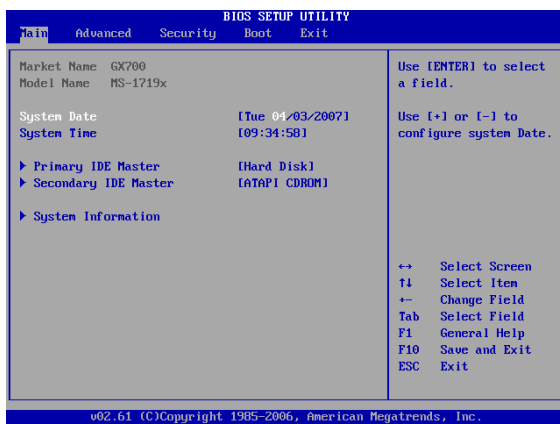 BIOS SETUP UTILITY
Main Advanced Security Boot Exit
Market Name GX700
Model Name MS-1719x
System Date [Tue 04/03/2007]
System Time [09:34:58]
▶ Primary IDE Master [Hard Disk]
▶ Secondary IDE Master [ATAPI CDROM]
▶ System Information
Use [ENTER] to select
a field.
Use [+] or [-] to
configure system Date.
↔ Select Screen
↑↓ Select Item
+- Change Field
Tab Select Field
F1 General Help
F10 Save and Exit
ESC Exit
v02.61 (C)Copyright 1985-2006, American Megatrends, Inc.